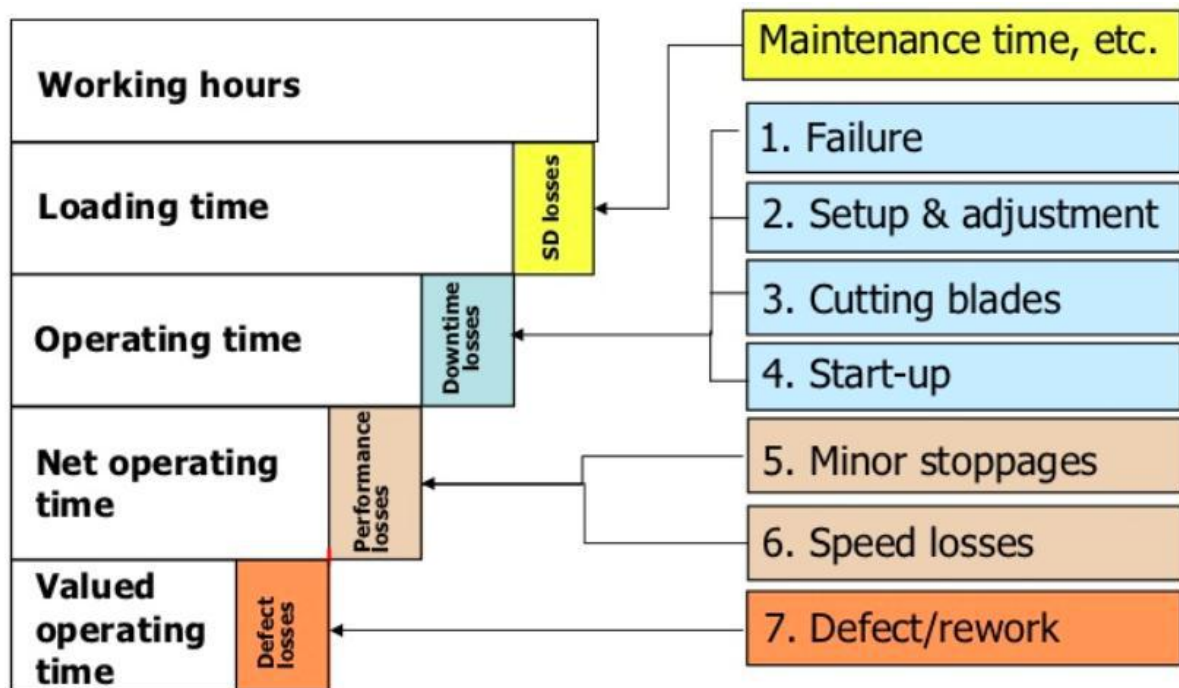 Working hours
Loading time
SD losses
Operating time
Downtime
losses
Net operating
time
Performance
losses
Valued
operating
time
Defect
losses
Maintenance time, etc.
1. Failure
2. Setup & adjustment
3. Cutting blades
4. Start-up
5. Minor stoppages
6. Speed losses
7. Defect/rework